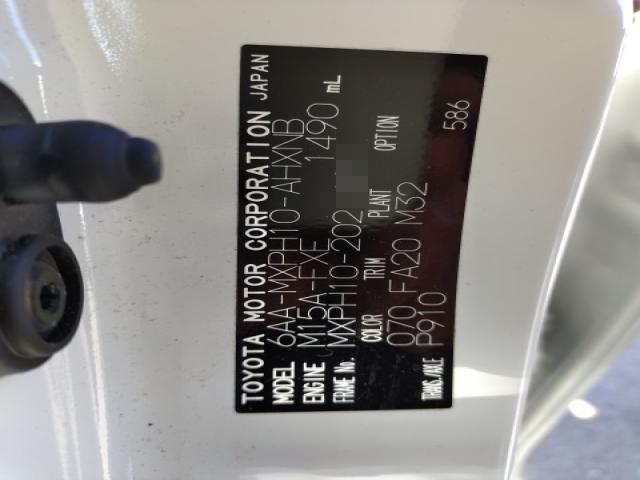 TOYOTA MOTOR CORPORATION JAPAN
MODEL 6AA-MXPH10-AHXNB
ENGINE M15A-FXE 1490 mL
FRAME No. MXPH10-202
COLOR TRIM PLANT OPTION
070 FA20 M32
TRANS/AXLE P910 586